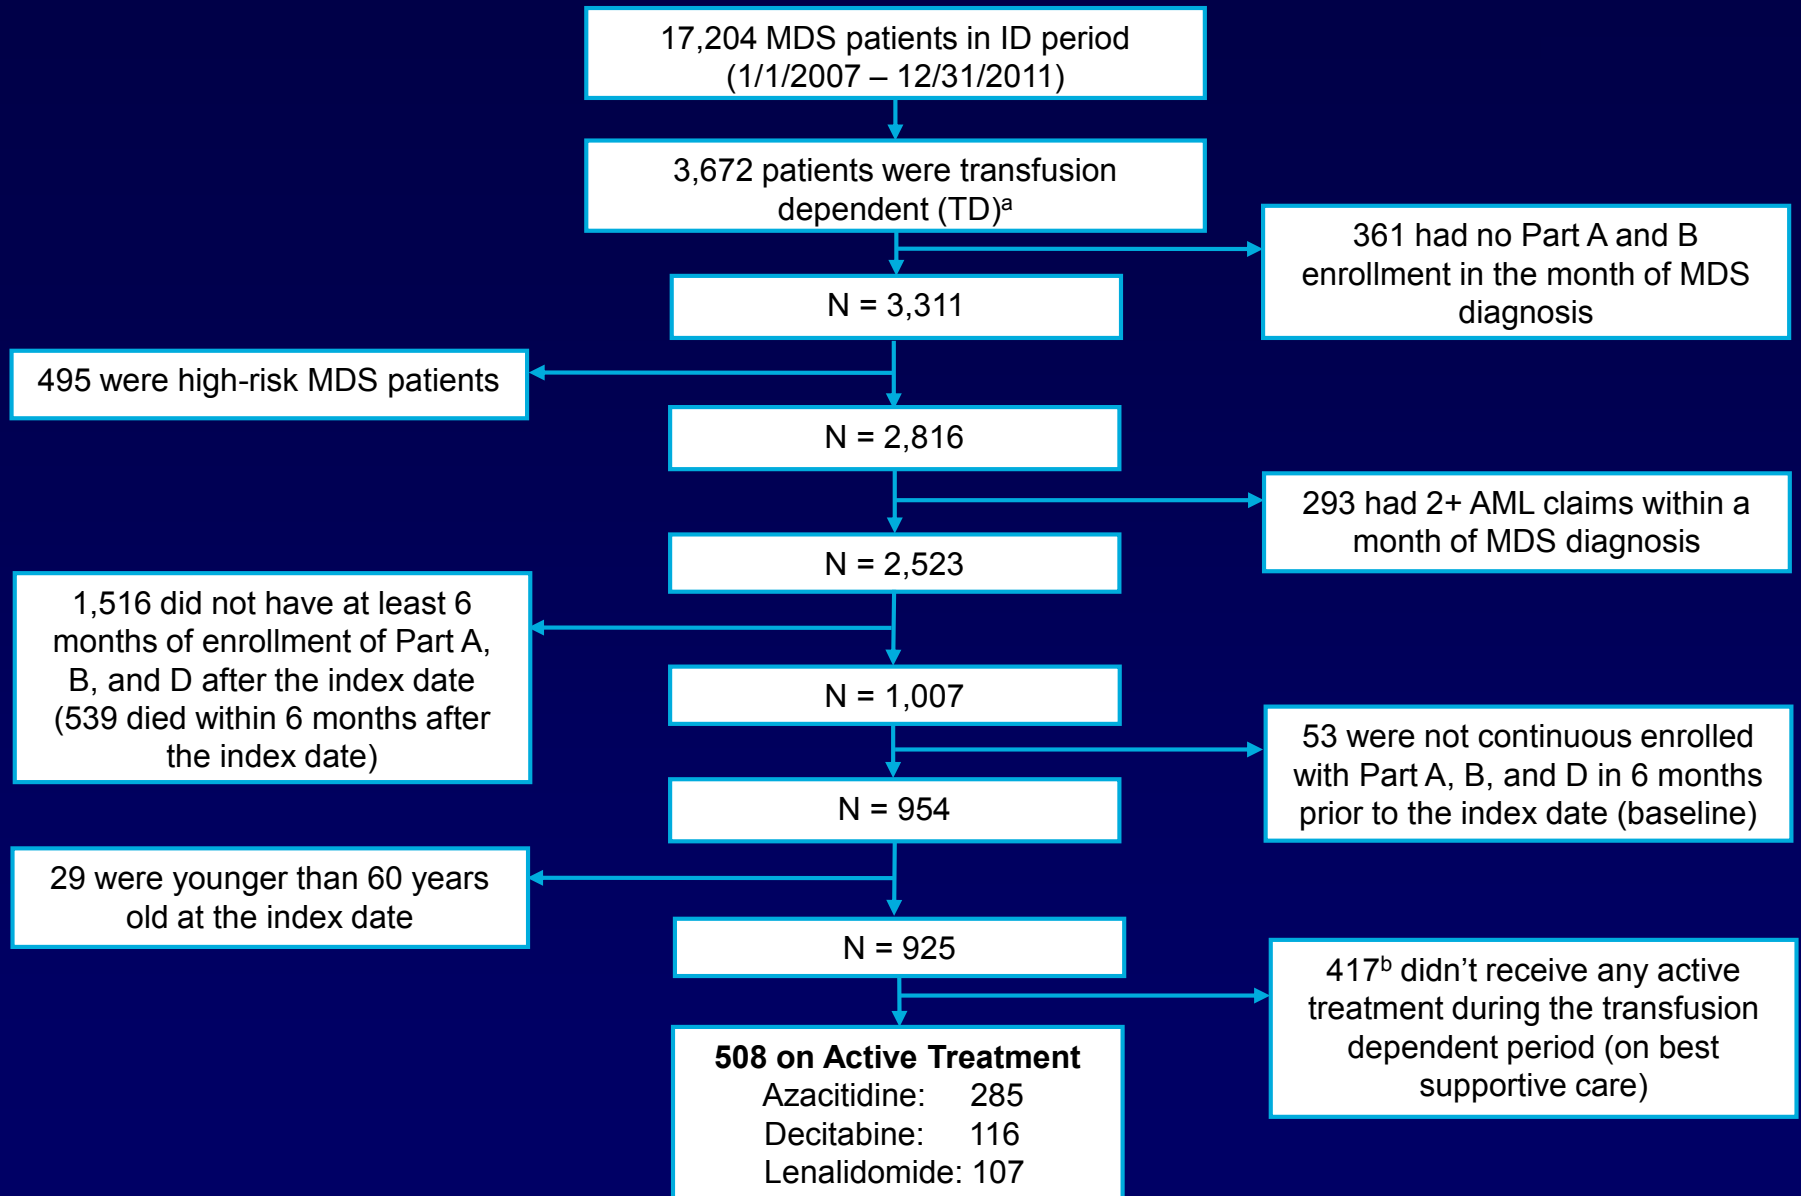 17,204 MDS patients in ID period
(1/1/2007 – 12/31/2011)
3,672 patients were transfusion
dependent (TD)ᵃ
361 had no Part A and B
enrollment in the month of MDS
diagnosis
N = 3,311
495 were high-risk MDS patients
N = 2,816
293 had 2+ AML claims within a
month of MDS diagnosis
N = 2,523
1,516 did not have at least 6
months of enrollment of Part A,
B, and D after the index date
(539 died within 6 months after
the index date)
N = 1,007
53 were not continuous enrolled
with Part A, B, and D in 6 months
prior to the index date (baseline)
N = 954
29 were younger than 60 years
old at the index date
N = 925
417ᵇ didn’t receive any active
treatment during the transfusion
dependent period (on best
supportive care)
508 on Active Treatment
Azacitidine: 285
Decitabine: 116
Lenalidomide: 107